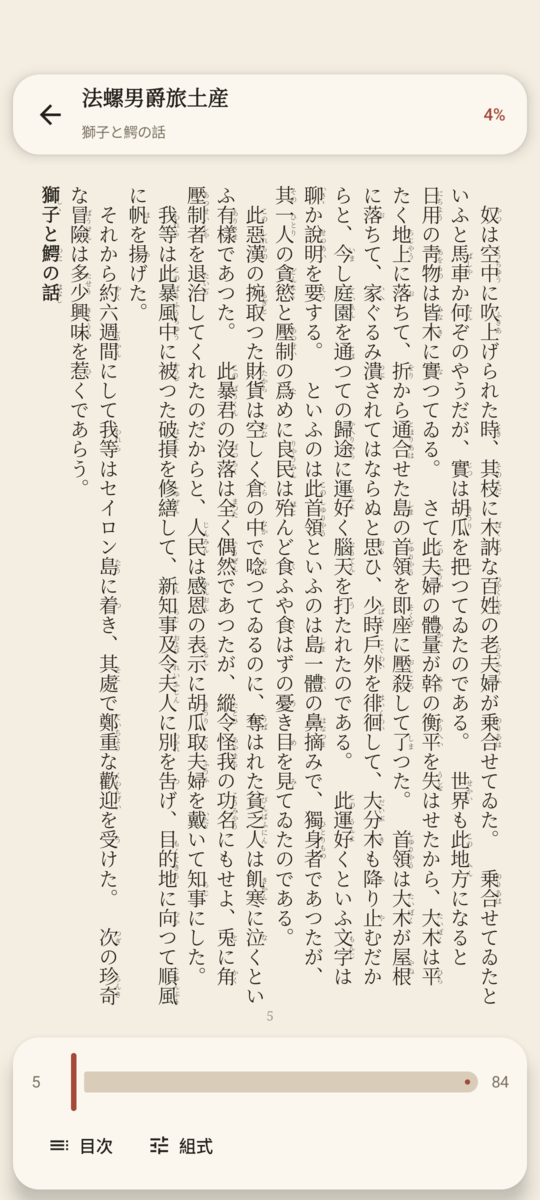 法螺男爵旅土産
獅子と鰐の話
4%
奴は空中に吹上げられた時、其枝に木訥な百姓の老夫婦が乗合せてゐた。　乗合せてゐたと
いふと馬車か何ぞのやうだが、實は胡瓜を把つてゐたのである。　世界も此地方になると
日用の靑物は皆木に實つてゐる。　さて此夫婦の體量が幹の衡平を失はせたから、大木は平
たく地上に落ちて、折から通合せた島の首領を即座に壓殺して了つた。　首領は大木が屋根
に落ちて、家ぐるみ潰されてはならぬと思ひ、少時戶外を徘徊して、大分木も降り止むだか
らと、今し庭園を通つての歸途に運好く腦天を打たれたのである。　此運好くといふ文字は
聊か說明を要する。　といふのは此首領といふのは島一體の鼻摘みで、獨身者であつたが、
其一人の貪慾と壓制の爲めに良民は殆んど食ふや食はずの憂き目を見てゐたのである。
此惡漢の掠取つた財貨は空しく倉の中で唸つてゐるのに、奪はれた貧乏人は飢寒に泣くとい
ふ有樣であつた。　此暴君の沒落は全く偶然であつたが、縱令怪我の功名にもせよ、兎に角
壓制者を退治してくれたのだからと、人民は感恩の表示に胡瓜取夫婦を戴いて知事にした。
我等は此暴風中に被つた破損を修繕して、新知事及令夫人に別を告げ、目的地に向つて順風
に帆を揚げた。
それから約六週間にして我等はセイロン島に着き、其處で鄭重な歡迎を受けた。　次の珍奇
な冒險は多少興味を惹くであらう。
獅子と鰐の話
5
5
84
目次
組式